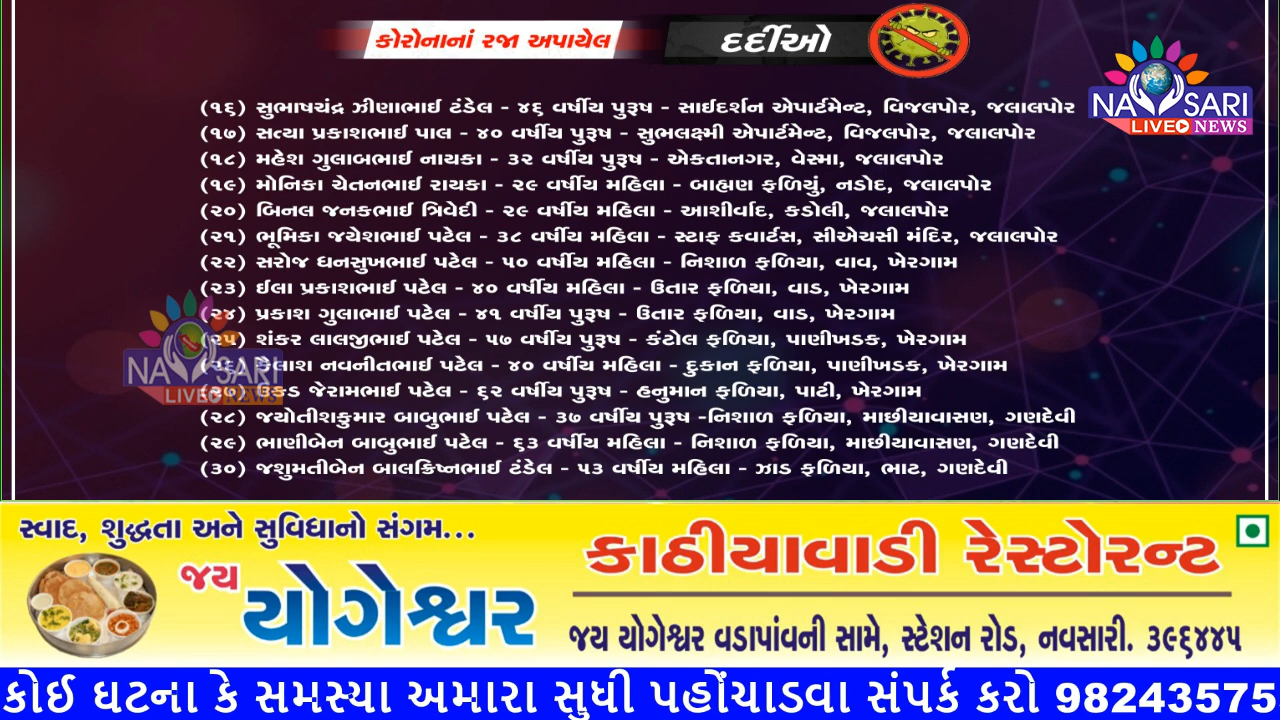 કોરોનાનાં રજા અપાયેલ દર્દીઓ
NAVSARI
LIVE NEWS
(૧૬) સુભાષચંદ્ર ઝીણાભાઈ ટંડેલ - ૪૬ વર્ષીય પુરૂષ - સાઈદર્શન એપાર્ટમેન્ટ, વિજલપોર, જલાલપોર
(૧૭) સત્યા પ્રકાશભાઈ પાલ - ૪૦ વર્ષીય પુરૂષ - સુભલક્ષ્મી એપાર્ટમેન્ટ, વિજલપોર, જલાલપોર
(૧૮) મહેશ ગુલાબભાઈ નાયકા - ૩૨ વર્ષીય પુરૂષ - એકતાનગર, વેસ્મા, જલાલપોર
(૧૯) મોનિકા ચેતનભાઈ રાયકા - ૨૯ વર્ષીય મહિલા - બાહ્મણ ફળિયું, નડોદ, જલાલપોર
(૨૦) બિનલ જનકભાઈ ત્રિવેદી - ૨૯ વર્ષીય મહિલા - આશીર્વાદ, કડોલી, જલાલપોર
(૨૧) ભૂમિકા જયેશભાઈ પટેલ - ૩૮ વર્ષીય મહિલા - સ્ટાફ કવાર્ટસ, સીએચસી મંદિર, જલાલપોર
(૨૨) સરોજ ધનસુખભાઈ પટેલ - ૫૦ વર્ષીય મહિલા - નિશાળ ફળિયા, વાવ, ખેરગામ
(૨૩) ઈલા પ્રકાશભાઈ પટેલ - ૪૦ વર્ષીય મહિલા - ઉતાર ફળિયા, વાડ, ખેરગામ
(૨૪) પ્રકાશ ગુલાભાઈ પટેલ - ૪૧ વર્ષીય પુરૂષ - ઉતાર ફળિયા, વાડ, ખેરગામ
(૨૫) શંકર લાલજીભાઈ પટેલ - ૫૭ વર્ષીય પુરૂષ - કંટોલ ફળિયા, પાણીખડક, ખેરગામ
(૨૬) કૈલાશ નવનીતભાઈ પટેલ - ૪૦ વર્ષીય મહિલા - દુકાન ફળિયા, પાણીખડક, ખેરગામ
(૨૭) ઉકડ જેરામભાઈ પટેલ - ૬૨ વર્ષીય પુરૂષ - હનુમાન ફળિયા, પાટી, ખેરગામ
(૨૮) જયોતીશકુમાર બાબુભાઈ પટેલ - ૩૭ વર્ષીય પુરૂષ -નિશાળ ફળિયા, માછીયાવાસણ, ગણદેવી
(૨૯) ભાણીબેન બાબુભાઈ પટેલ - ૬૩ વર્ષીય મહિલા - નિશાળ ફળિયા, માછીયાવાસણ, ગણદેવી
(૩૦) જશુમતીબેન બાલક્રિષ્નભાઈ ટંડેલ - ૫૩ વર્ષીય મહિલા - ઝાડ ફળિયા, ભાટ, ગણદેવી
NAVSARI
LIVE NEWS
સ્વાદ, શુદ્ધતા અને સુવિધાનો સંગમ...
જય યોગેશ્વર
કાઠીયાવાડી રેસ્ટોરન્ટ
જય યોગેશ્વર વડાપાંવની સામે, સ્ટેશન રોડ, નવસારી. ૩૯૬૪૪૫
કોઈ ઘટના કે સમસ્યા અમારા સુધી પહોંચાડવા સંપર્ક કરો 98243575